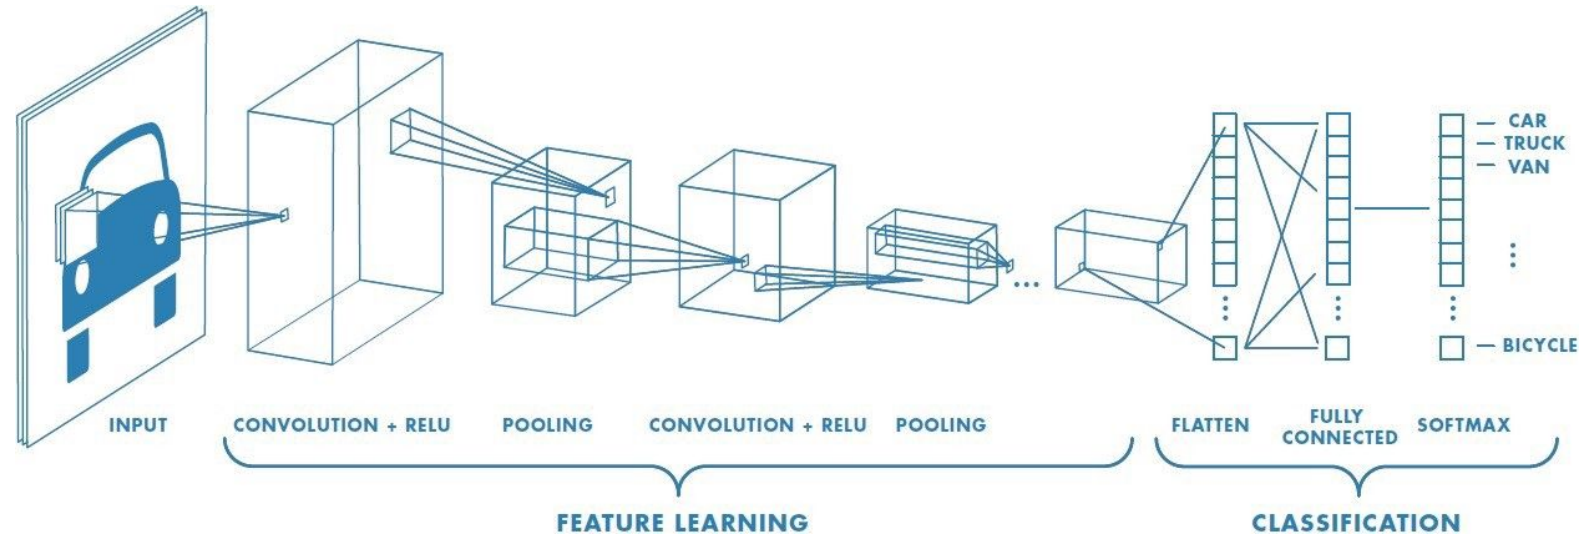 CAR
TRUCK
VAN
BICYCLE
INPUT
CONVOLUTION + RELU
POOLING
CONVOLUTION + RELU
POOLING
FLATTEN
FULLY
CONNECTED
SOFTMAX
FEATURE LEARNING
CLASSIFICATION